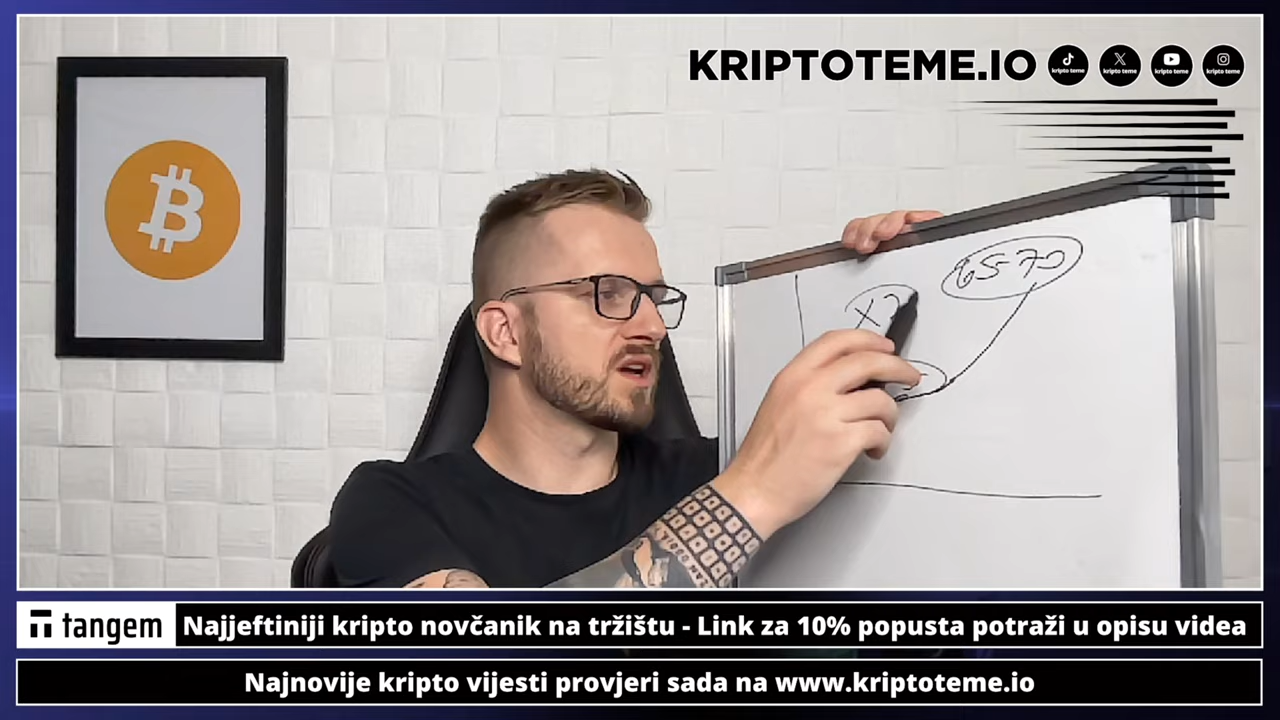 KRIPTOTEME.IO
kripto teme
kripto teme
kripto teme
kripto teme
65-70
tangem
Najjeftiniji kripto novčanik na tržištu - Link za 10% popusta potraži u opisu videa
Najnovije kripto vijesti provjeri sada na www.kriptoteme.io